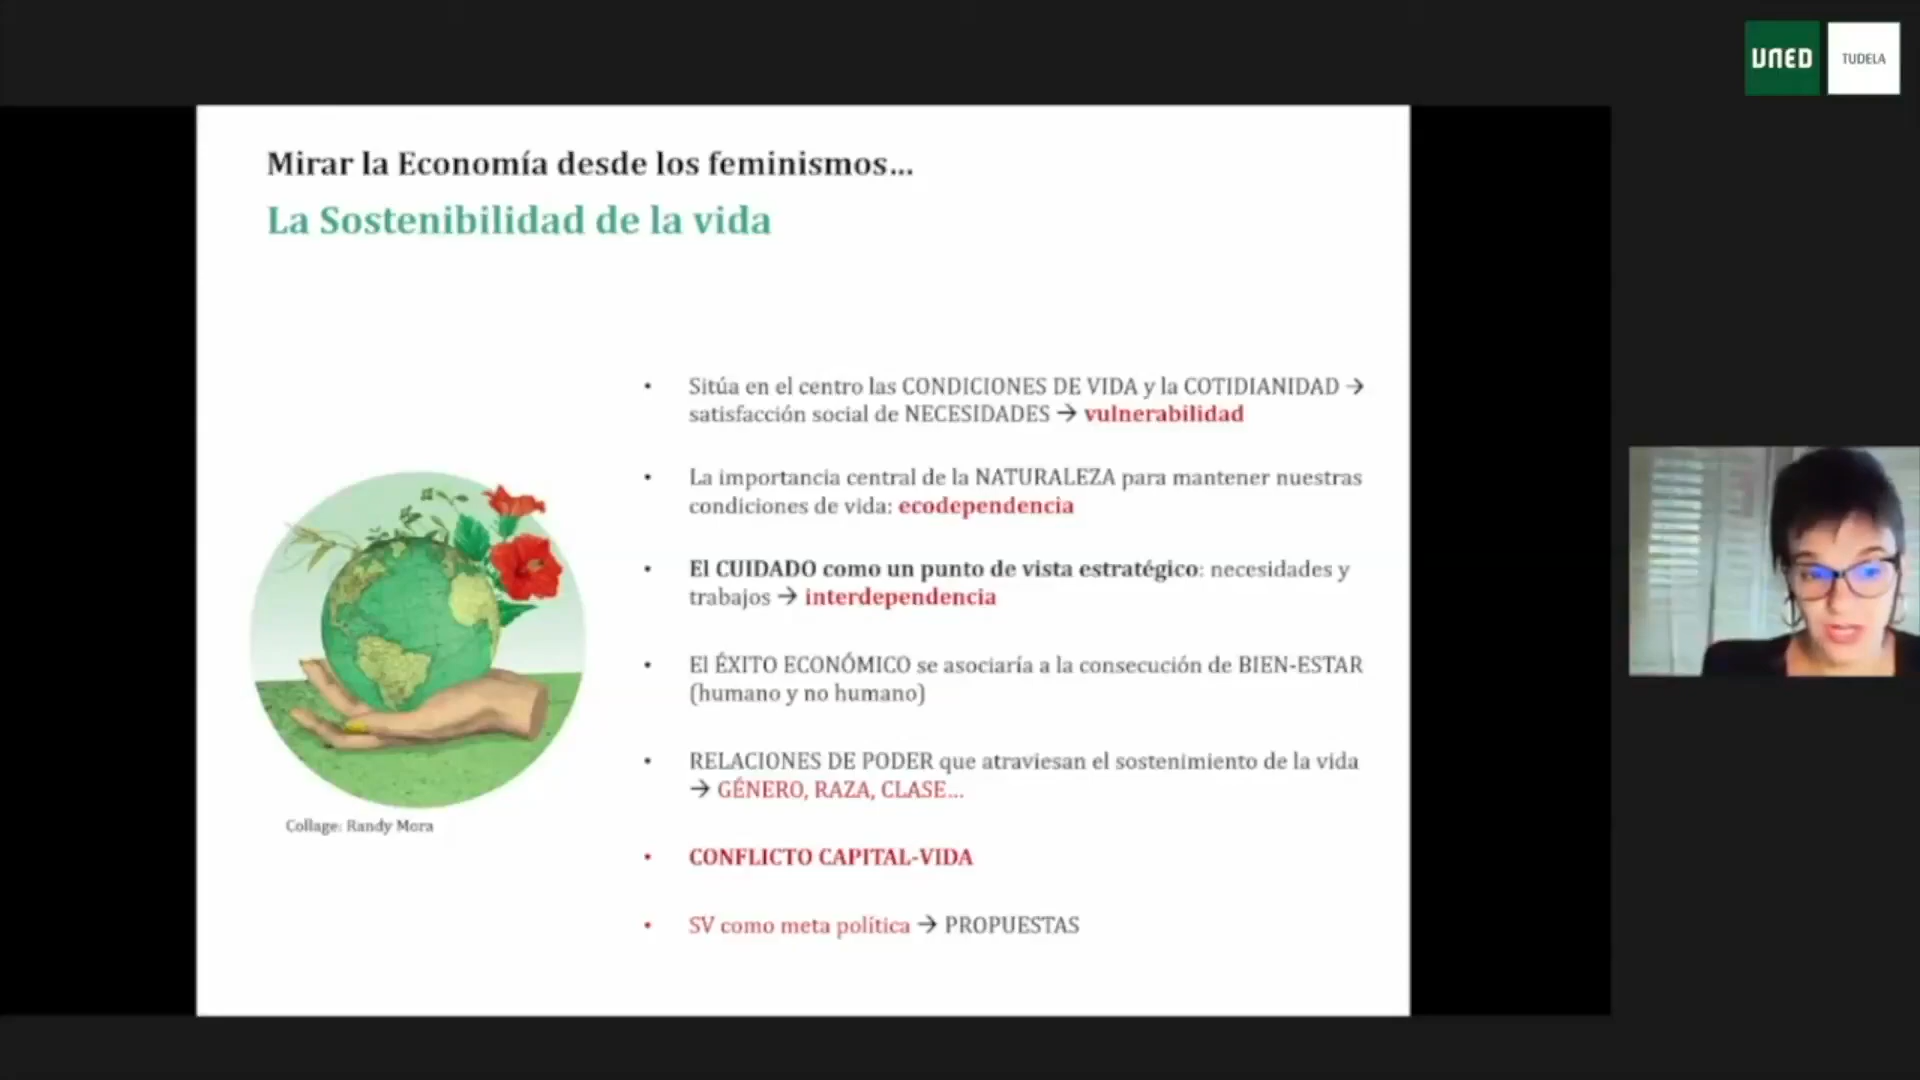 UNED
TUDELA
Mirar la Economía desde los feminismos...
La Sostenibilidad de la vida
• Sitúa en el centro las CONDICIONES DE VIDA y la COTIDIANIDAD →
satisfacción social de NECESIDADES → vulnerabilidad
• La importancia central de la NATURALEZA para mantener nuestras
condiciones de vida: ecodependencia
• El CUIDADO como un punto de vista estratégico: necesidades y
trabajos → interdependencia
• El ÉXITO ECONÓMICO se asociaría a la consecución de BIEN-ESTAR
(humano y no humano)
• RELACIONES DE PODER que atraviesan el sostenimiento de la vida
→ GÉNERO, RAZA, CLASE...
• CONFLICTO CAPITAL-VIDA
• SV como meta política → PROPUESTAS
Collage: Randy Mora